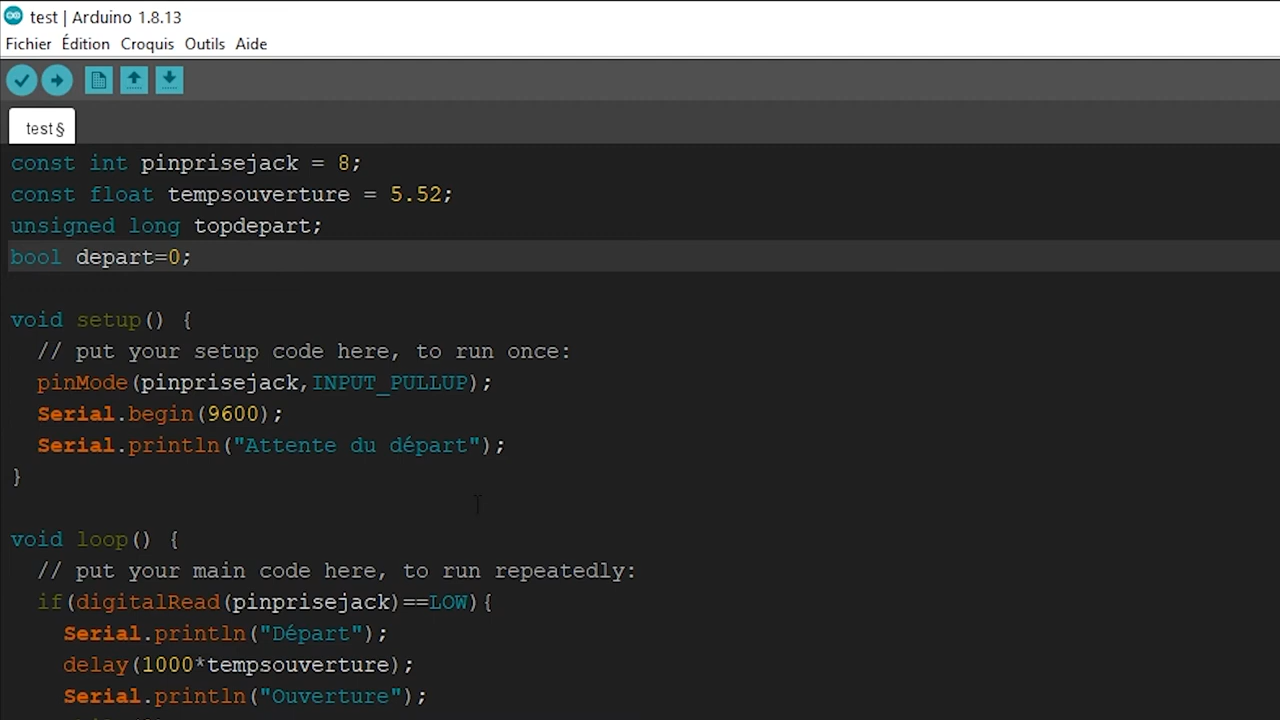 test | Arduino 1.8.13
Fichier Édition Croquis Outils Aide
test§
const int pinprisejack = 8;
const float tempsouverture = 5.52;
unsigned long topdepart;
bool depart=0;
void setup() {
// put your setup code here, to run once:
pinMode(pinprisejack,INPUT_PULLUP);
Serial.begin(9600);
Serial.println("Attente du départ");
}
void loop() {
// put your main code here, to run repeatedly:
if(digitalRead(pinprisejack)==LOW){
Serial.println("Départ");
delay(1000*tempsouverture);
Serial.println("Ouverture");